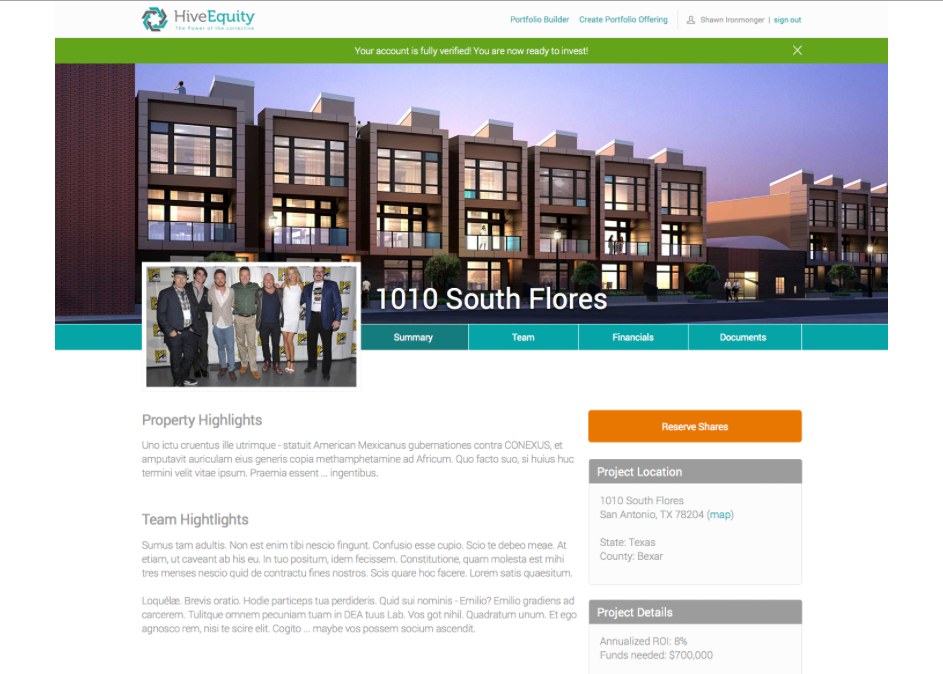 HiveEquity
The Power of the collective
Portfolio Builder Create Portfolio Offering Shawn Ironmonger | sign out
Your account is fully verified! You are now ready to invest!
1010 South Flores
Summary Team Financials Documents
Property Highlights
Uno ictu cruentus ille utrimque - statuit American Mexicanus gubernationes contra CONEXUS, et
amputavit auriculam eius generis copia methamphetamine ad Africum. Quo facto suo, si huius huc
termini velit vitae ipsum. Praemia essent ... ingentibus.
Team Hightlights
Sumus tam adultis. Non est enim tibi nescio fingunt. Confusio esse cupio. Scio te debeo meae. At
etiam, ut caveant ab his eu. In tuo positum, idem fecissem. Constitutione, quam molesta est mihi
tres menses nescio quid de contractu fines nostros. Scis quare hoc facere. Lorem satis quaesitum.
Loquélæ. Brevis oratio. Hodie particeps tua perdideris. Quid sui nominis - Emilio? Emilio gradiens ad
carcerem. Tulitque omnem pecuniam tuam in DEA tuus Lab. Vos got nihil. Quadratum unum. Et ego
agnosco rem, nisi te scire elit. Cogito ... maybe vos possem socium ascendit.
Reserve Shares
Project Location
1010 South Flores
San Antonio, TX 78204 (map)
State: Texas
County: Bexar
Project Details
Annualized ROI: 8%
Funds needed: $700,000